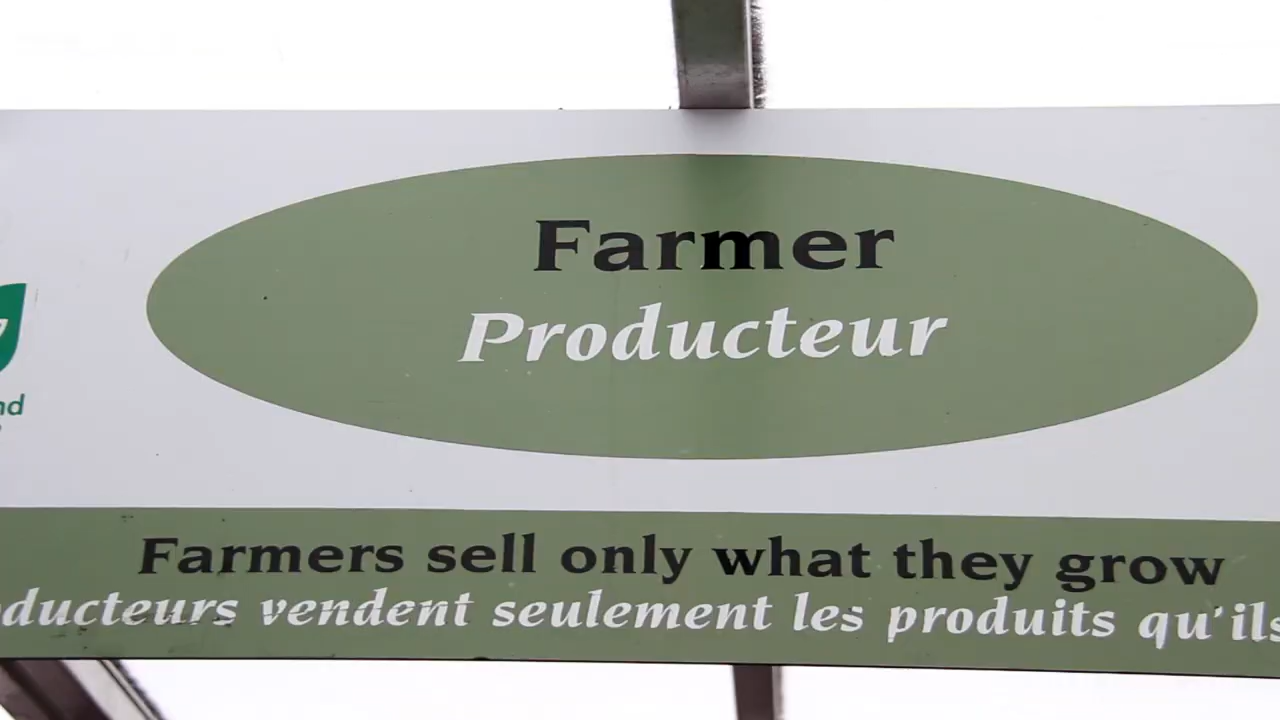 Farmer
Producteur
Farmers sell only what they grow
vendent seulement les produits qu'ils